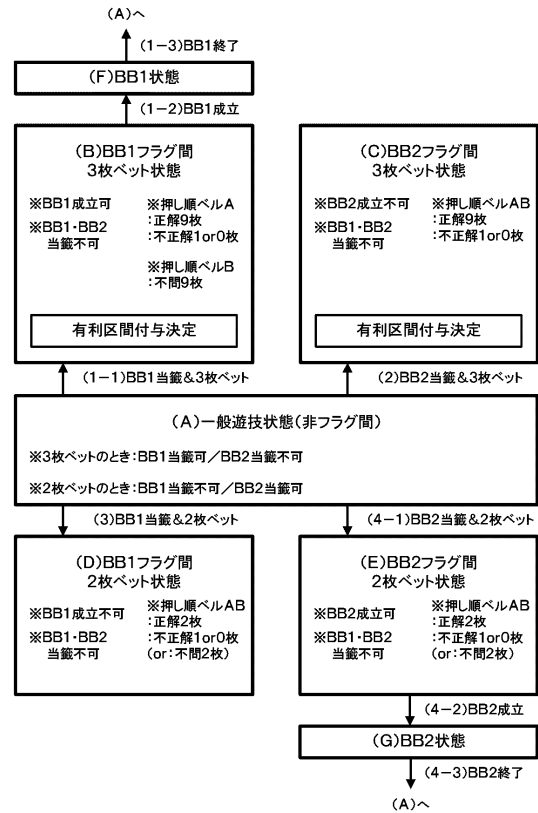 (A)へ
(1-3)BB1終了
(F)BB1状態
(1-2)BB1成立
(B)BB1フラグ間
3枚ベット状態
※BB1成立可
※BB1・BB2
当籤不可
※押し順ベルA
:正解9枚
:不正解1or0枚
※押し順ベルB
:不問9枚
有利区間付与決定
(C)BB2フラグ間
3枚ベット状態
※BB2成立不可
※BB1・BB2
当籤不可
※押し順ベルAB
:正解9枚
:不正解1or0枚
有利区間付与決定
(1-1)BB1当籤&3枚ベット
(2)BB2当籤&3枚ベット
(A)一般遊技状態(非フラグ間)
※3枚ベットのとき:BB1当籤可/BB2当籤不可
※2枚ベットのとき:BB1当籤不可/BB2当籤可
(3)BB1当籤&2枚ベット
(4-1)BB2当籤&2枚ベット
(D)BB1フラグ間
2枚ベット状態
※BB1成立不可
※BB1・BB2
当籤不可
※押し順ベルAB
:正解2枚
:不正解1or0枚
(or:不問2枚)
(E)BB2フラグ間
2枚ベット状態
※BB2成立可
※BB1・BB2
当籤不可
※押し順ベルAB
:正解2枚
:不正解1or0枚
(or:不問2枚)
(4-2)BB2成立
(G)BB2状態
(4-3)BB2終了
(A)へ